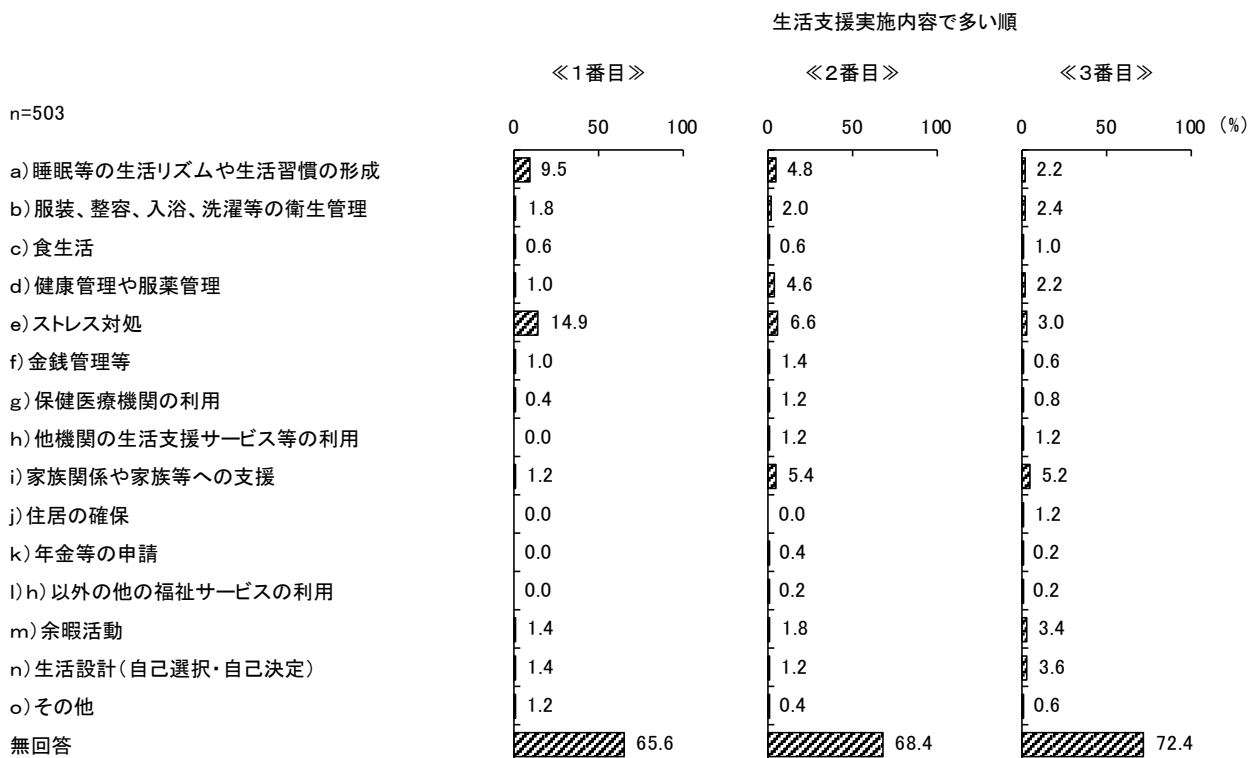 生活支援実施内容で多い順
≪１番目≫ ≪２番目≫ ≪３番目≫
n=503
0 50 100 0 50 100 0 50 100 (%)
a)睡眠等の生活リズムや生活習慣の形成 9.5 4.8 2.2
b)服装、整容、入浴、洗濯等の衛生管理 1.8 2.0 2.4
c)食生活 0.6 0.6 1.0
d)健康管理や服薬管理 1.0 4.6 2.2
e)ストレス対処 14.9 6.6 3.0
f)金銭管理等 1.0 1.4 0.6
g)保健医療機関の利用 0.4 1.2 0.8
h)他機関の生活支援サービス等の利用 0.0 1.2 1.2
i)家族関係や家族等への支援 1.2 5.4 5.2
j)住居の確保 0.0 0.0 1.2
k)年金等の申請 0.0 0.4 0.2
l)h)以外の他の福祉サービスの利用 0.0 0.2 0.2
m)余暇活動 1.4 1.8 3.4
n)生活設計(自己選択・自己決定) 1.4 1.2 3.6
o)その他 1.2 0.4 0.6
無回答 65.6 68.4 72.4